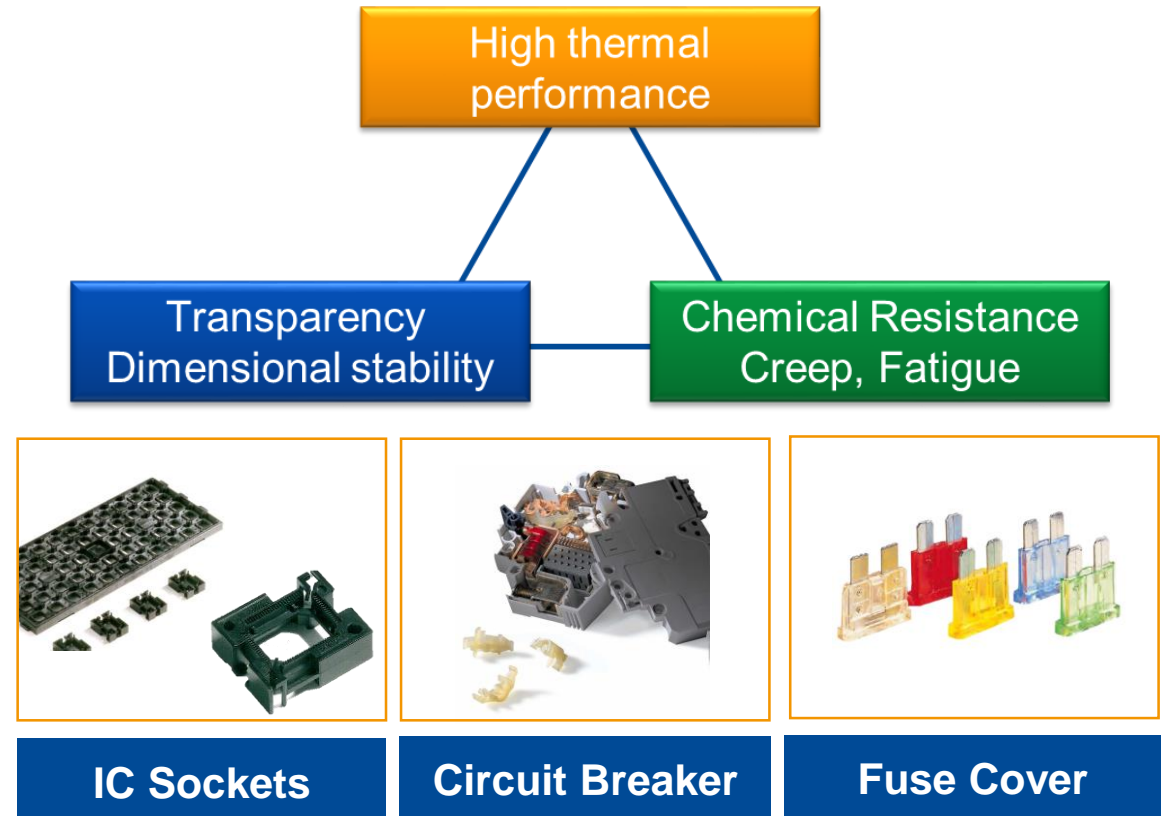 High thermal
performance
Transparency
Dimensional stability
Chemical Resistance
Creep, Fatigue
IC Sockets
Circuit Breaker
Fuse Cover